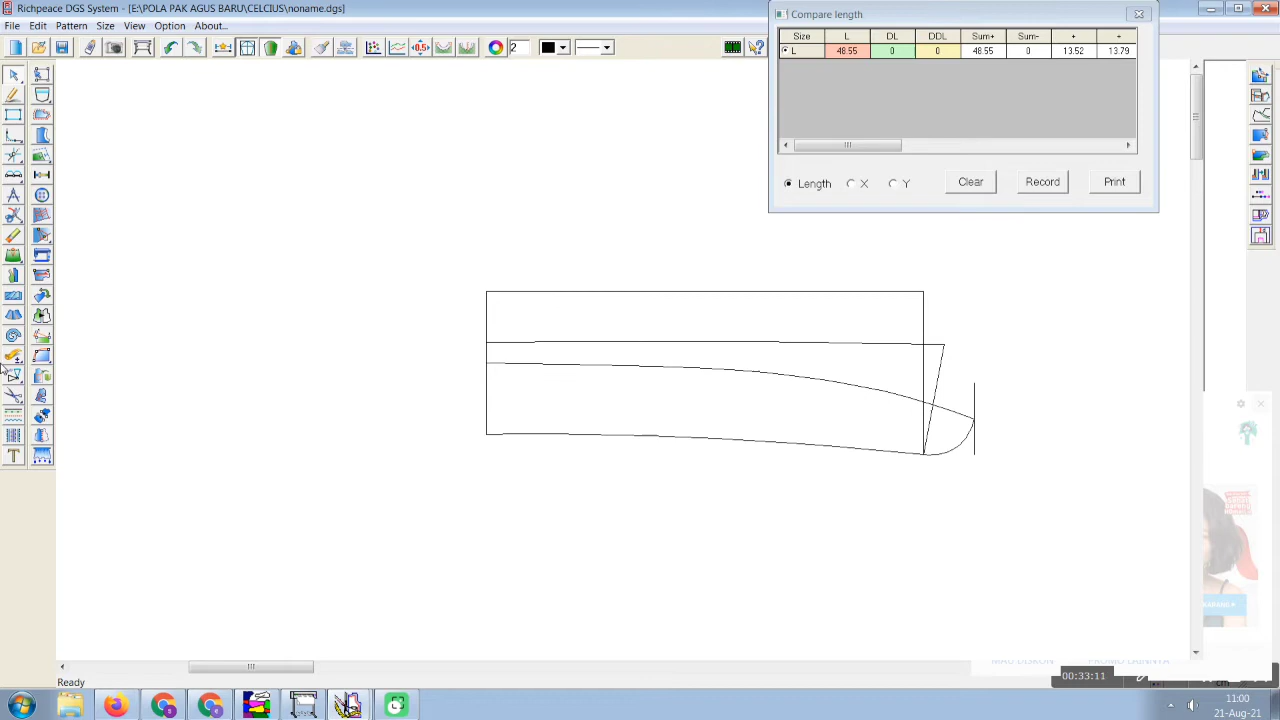 Richpeace DGS System - [E:\POLA PAK AGUS BARU\CELCIUS\noname.dgs]
File Edit Pattern Size View Option About...
2
Compare length
Size L DL DDL Sum+ Sum- + +
L 48.55 0 0 48.55 0 13.52 13.79
Length X Y Clear Record Print
Ready
00:33:11
cm
11:00
21-Aug-21